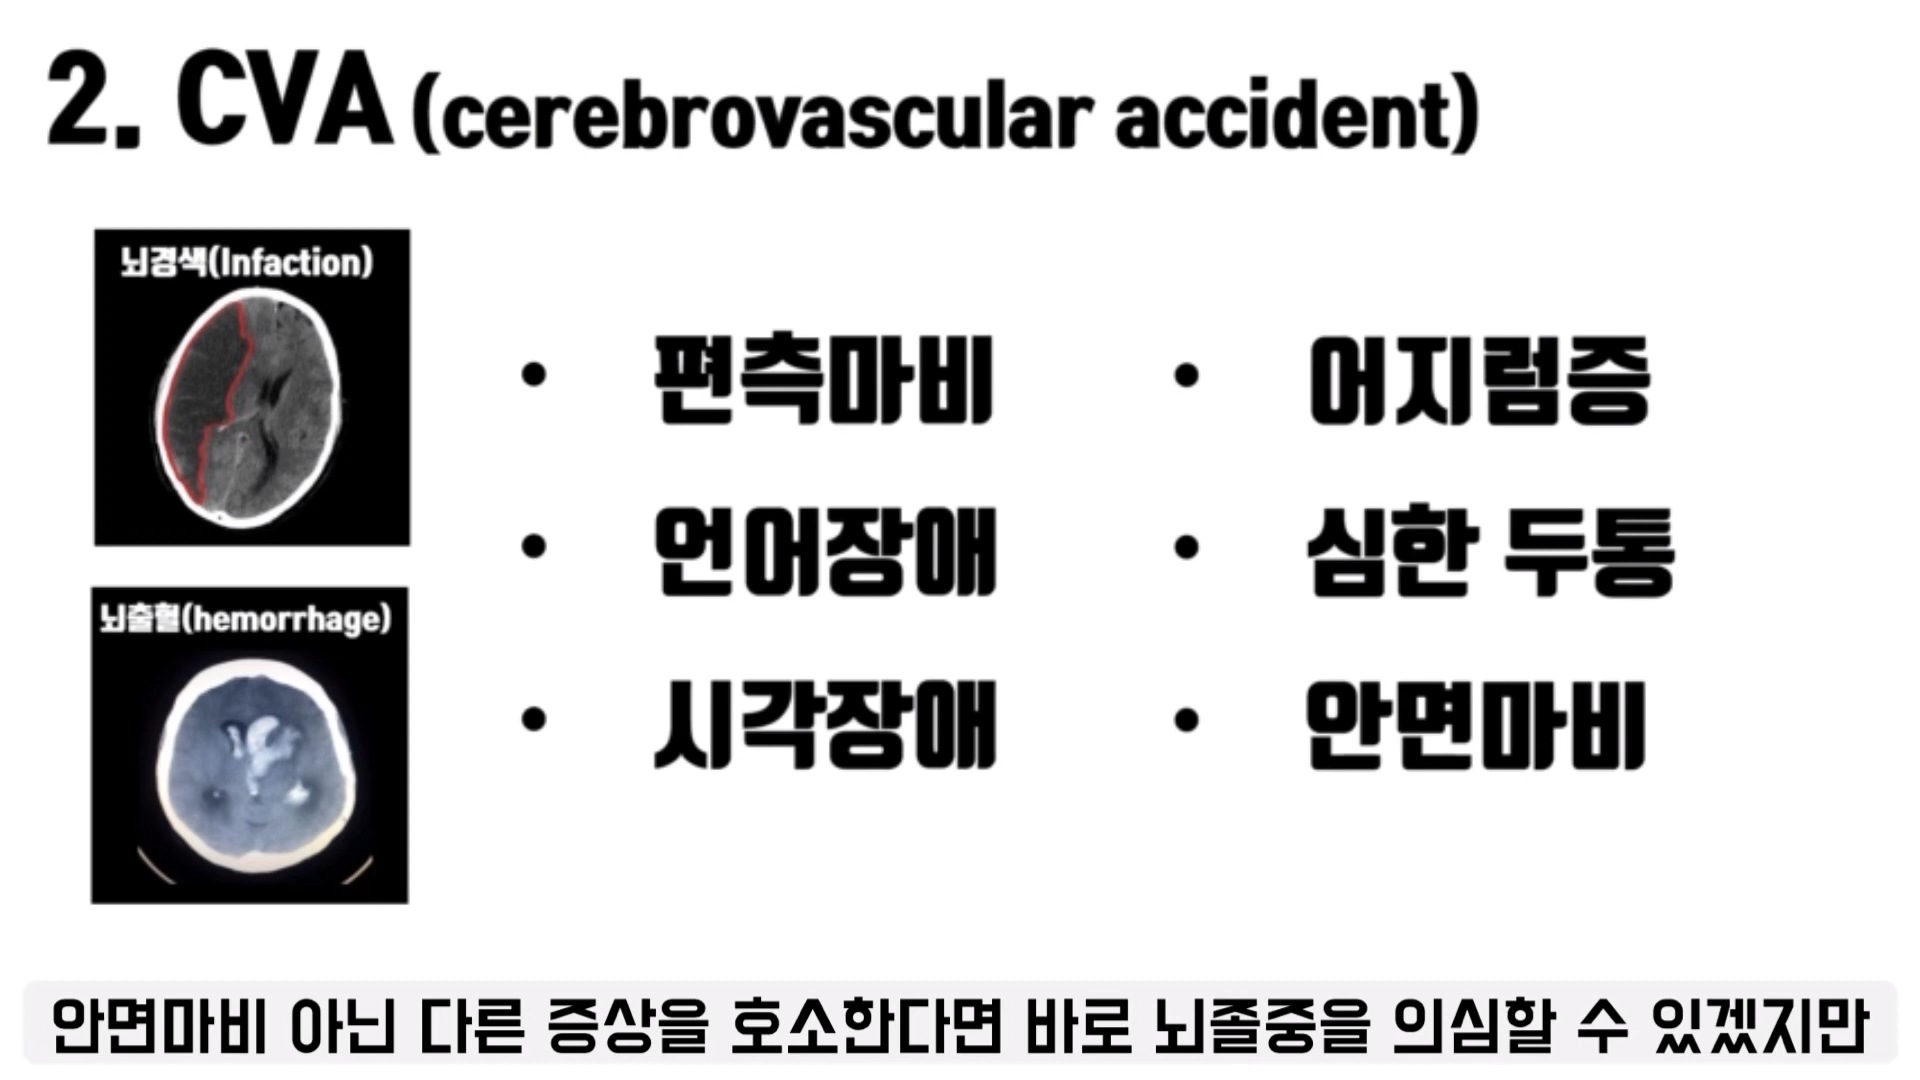 2. CVA (cerebrovascular accident)
뇌경색(Infaction)
뇌출혈(hemorrhage)
• 편측마비
• 언어장애
• 시각장애
• 어지럼증
• 심한 두통
• 안면마비
안면마비 아닌 다른 증상을 호소한다면 바로 뇌졸중을 의심할 수 있겠지만